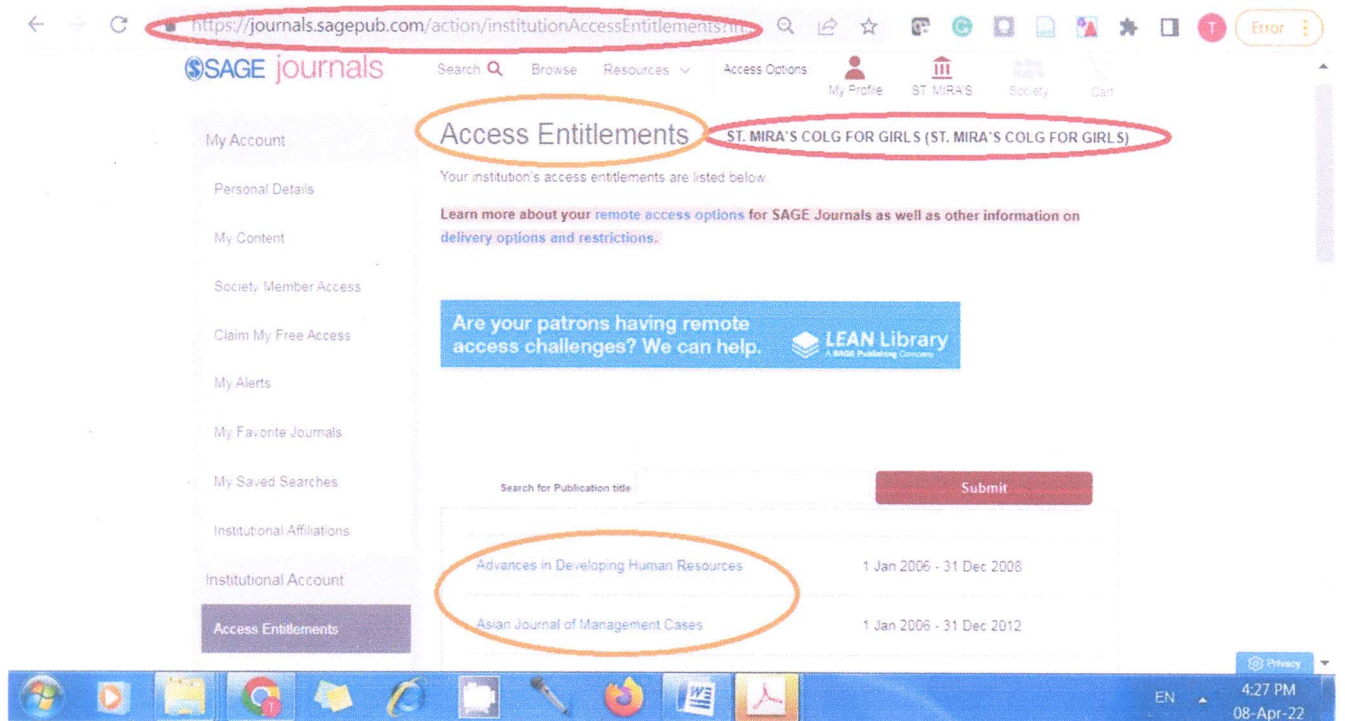 https://journals.sagepub.com/action/institutionAccessEntitlements?in...
Error
SAGE journals
Search Browse Resources Access Options My Profile ST. MIRA'S Society Cart
My Account
Personal Details
My Content
Society Member Access
Claim My Free Access
My Alerts
My Favorite Journals
My Saved Searches
Institutional Affiliations
Institutional Account
Access Entitlements
Access Entitlements ST. MIRA'S COLG FOR GIRLS (ST. MIRA'S COLG FOR GIRLS)
Your institution's access entitlements are listed below.
Learn more about your remote access options for SAGE Journals as well as other information on
delivery options and restrictions.
Are your patrons having remote
access challenges? We can help.
LEAN Library
A SAGE Publishing Company
Search for Publication title Submit
Advances in Developing Human Resources 1 Jan 2006 - 31 Dec 2008
Asian Journal of Management Cases 1 Jan 2006 - 31 Dec 2012
Privacy
EN 4:27 PM
08-Apr-22